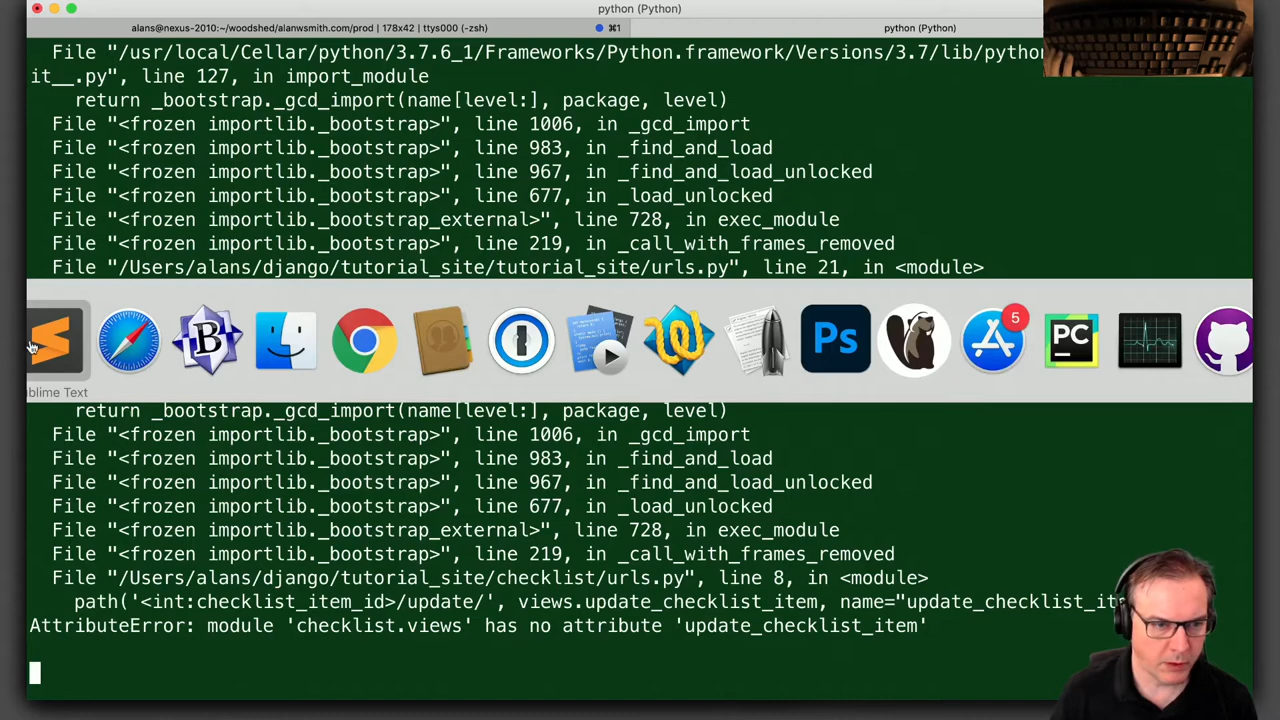 python (Python)
alans@nexus-2010:~/woodshed/alanwsmith.com/prod | 178x42 | ttys000 (-zsh)
⌘1
python (Python)
File "/usr/local/Cellar/python/3.7.6_1/Frameworks/Python.framework/Versions/3.7/lib/pytho
it__.py", line 127, in import_module
return _bootstrap._gcd_import(name[level:], package, level)
File "<frozen importlib._bootstrap>", line 1006, in _gcd_import
File "<frozen importlib._bootstrap>", line 983, in _find_and_load
File "<frozen importlib._bootstrap>", line 967, in _find_and_load_unlocked
File "<frozen importlib._bootstrap>", line 677, in _load_unlocked
File "<frozen importlib._bootstrap_external>", line 728, in exec_module
File "<frozen importlib._bootstrap>", line 219, in _call_with_frames_removed
File "/Users/alans/django/tutorial_site/tutorial_site/urls.py", line 21, in <module>
5
B
Ps
PC
ublime Text
return _bootstrap._gcd_import(name[level:], package, level)
File "<frozen importlib._bootstrap>", line 1006, in _gcd_import
File "<frozen importlib._bootstrap>", line 983, in _find_and_load
File "<frozen importlib._bootstrap>", line 967, in _find_and_load_unlocked
File "<frozen importlib._bootstrap>", line 677, in _load_unlocked
File "<frozen importlib._bootstrap_external>", line 728, in exec_module
File "<frozen importlib._bootstrap>", line 219, in _call_with_frames_removed
File "/Users/alans/django/tutorial_site/checklist/urls.py", line 8, in <module>
path('<int:checklist_item_id>/update/', views.update_checklist_item, name="update_checklist_it
AttributeError: module 'checklist.views' has no attribute 'update_checklist_item'